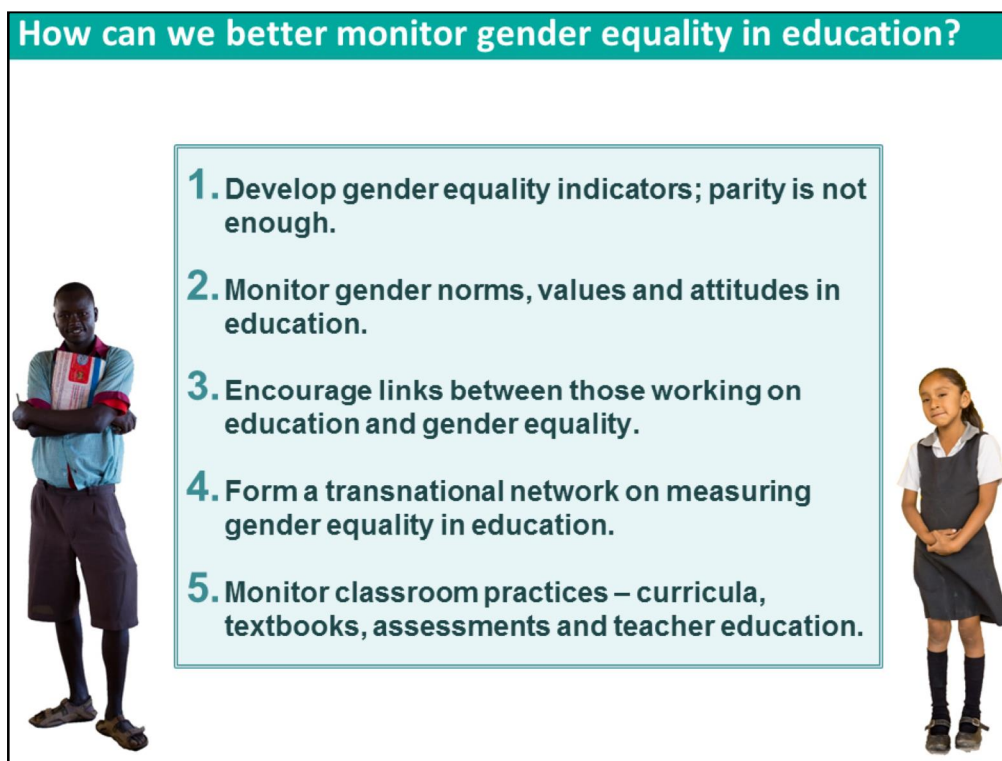 How can we better monitor gender equality in education?
1. Develop gender equality indicators; parity is not
enough.
2. Monitor gender norms, values and attitudes in
education.
3. Encourage links between those working on
education and gender equality.
4. Form a transnational network on measuring
gender equality in education.
5. Monitor classroom practices – curricula,
textbooks, assessments and teacher education.